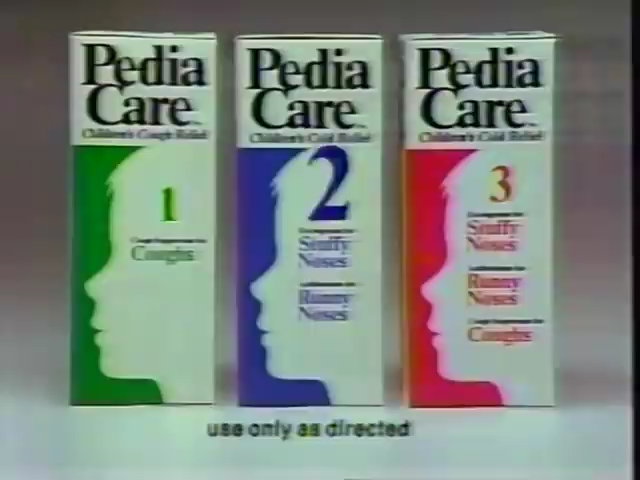 Pedia
Care
Children's Cough Relief
1
Coughs
Pedia
Care
Children's Cold Relief
2
Stuffy
Noses
Runny
Noses
Pedia
Care
Children's Cold Relief
3
Stuffy
Noses
Runny
Noses
Coughs
use only as directed